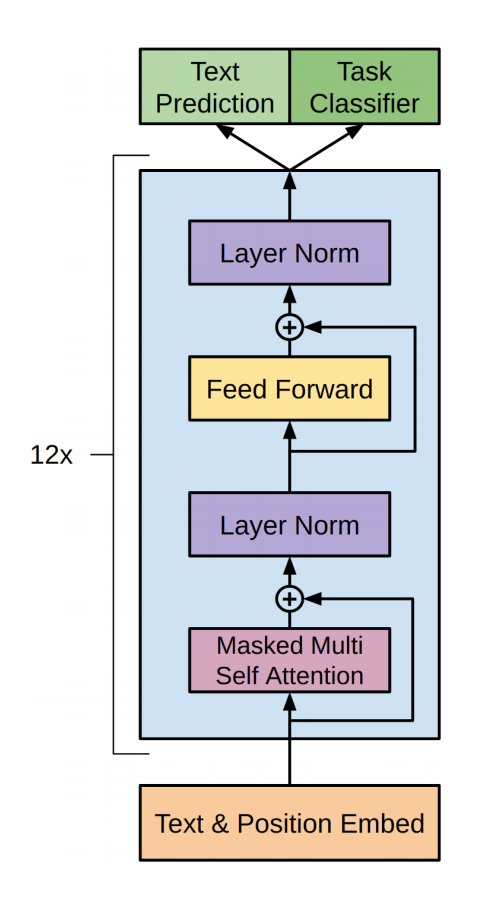 Text
Prediction
Task
Classifier
Layer Norm
+
Feed Forward
12x
Layer Norm
+
Masked Multi
Self Attention
Text & Position Embed